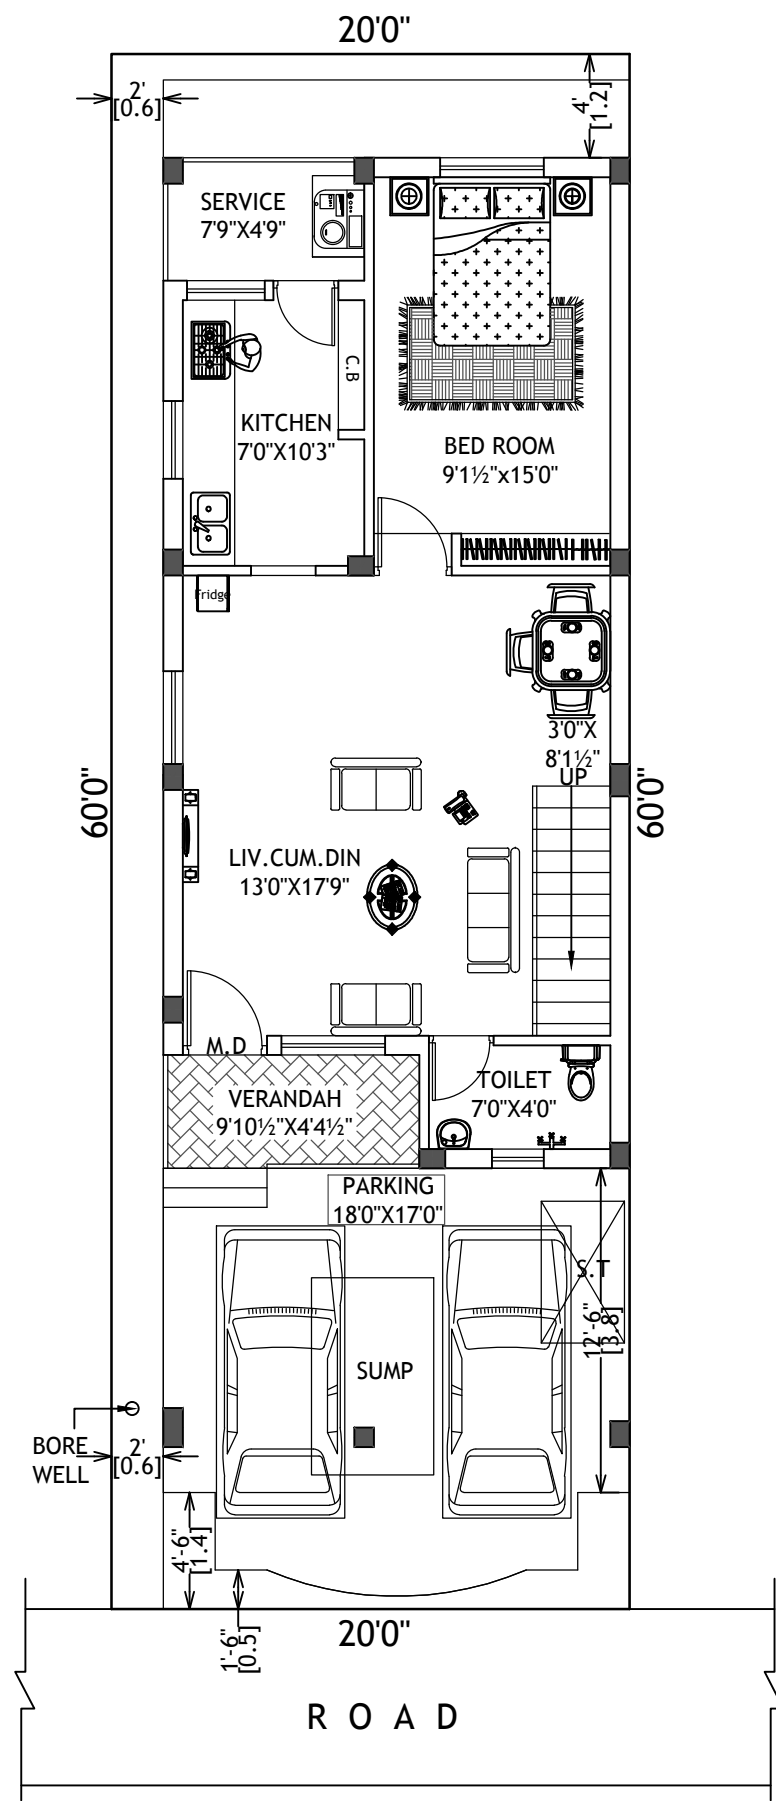 20'0"
2'
[0.6]
4'
[1.2]
SERVICE
7'9"X4'9"
C.B
KITCHEN
7'0"X10'3"
BED ROOM
9'1½"x15'0"
Fridge
3'0"X
8'1½"
UP
60'0"
60'0"
LIV.CUM.DIN
13'0"X17'9"
M.D
TOILET
7'0"X4'0"
VERANDAH
9'10½"X4'4½"
PARKING
18'0"X17'0"
S.T
12'-6"
[3.8]
SUMP
BORE
WELL
2'
[0.6]
4'-6"
[1.4]
1'-6"
[0.5]
20'0"
R O A D